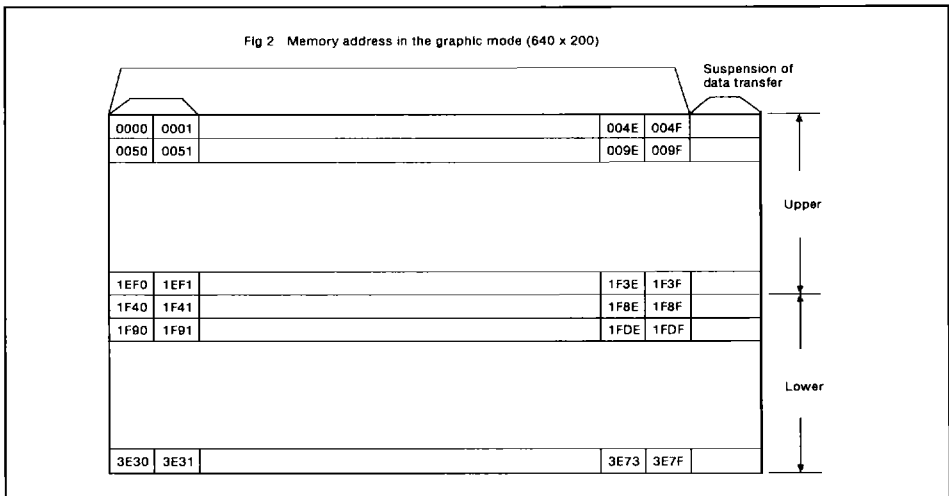 Fig 2 Memory address in the graphic mode (640 x 200)
Suspension of
data transfer
0000 0001 004E 004F
0050 0051 009E 009F
Upper
1EF0 1EF1 1F3E 1F3F
1F40 1F41 1F8E 1F8F
1F90 1F91 1FDE 1FDF
Lower
3E30 3E31 3E73 3E7F